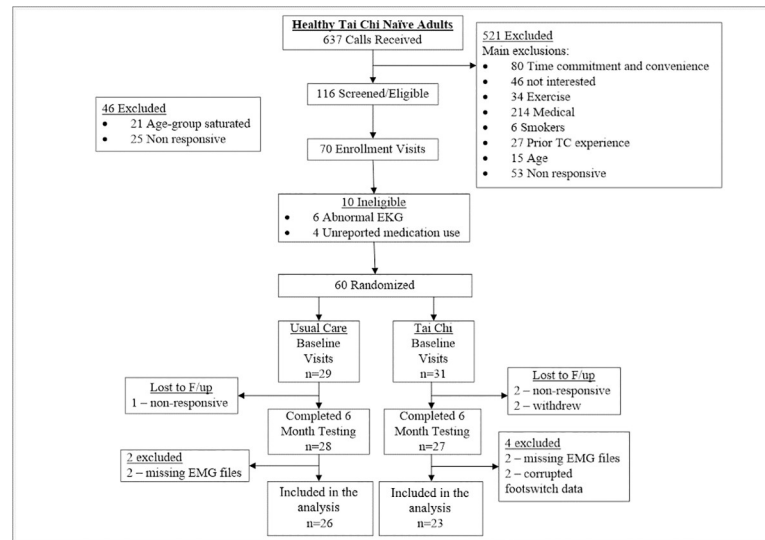 Healthy Tai Chi Naïve Adults
637 Calls Received
521 Excluded
Main exclusions:
• 80 Time commitment and convenience
• 46 not interested
• 34 Exercise
• 214 Medical
• 6 Smokers
• 27 Prior TC experience
• 15 Age
• 53 Non responsive
116 Screened/Eligible
46 Excluded
• 21 Age-group saturated
• 25 Non responsive
70 Enrollment Visits
10 Ineligible
• 6 Abnormal EKG
• 4 Unreported medication use
60 Randomized
Usual Care
Baseline
Visits
n=29
Tai Chi
Baseline
Visits
n=31
Lost to F/up
1 – non-responsive
Lost to F/up
2 – non-responsive
2 – withdrew
Completed 6
Month Testing
n=28
Completed 6
Month Testing
n=27
2 excluded
2 – missing EMG files
4 excluded
2 – missing EMG files
2 – corrupted
footswitch data
Included in the
analysis
n=26
Included in the
analysis
n=23